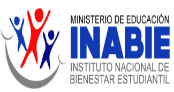 MINISTERIO DE EDUCACIÓN
INABIE
INSTITUTO NACIONAL DE
BIENESTAR ESTUDIANTIL